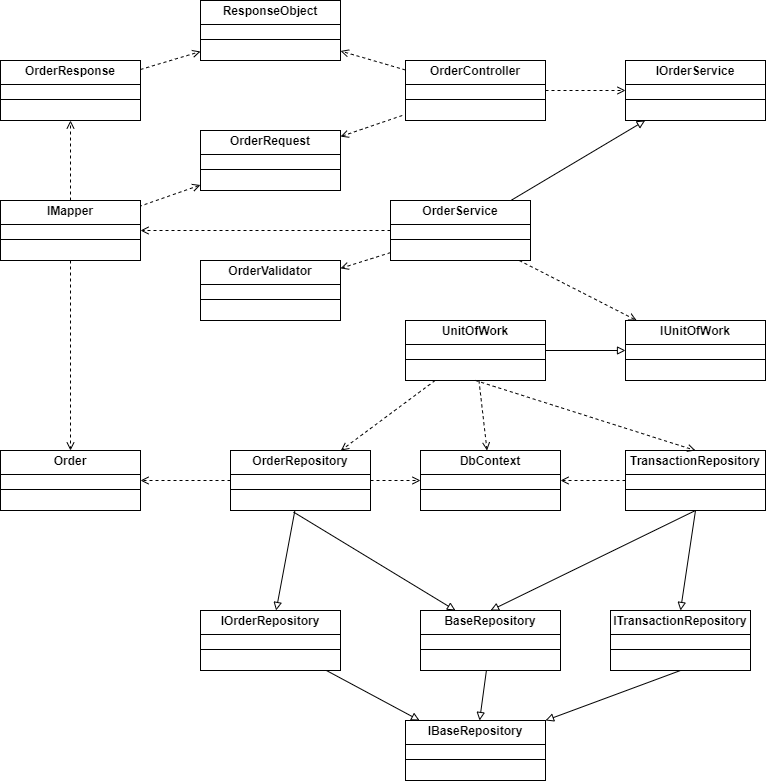 ResponseObject
OrderResponse
OrderController
IOrderService
OrderRequest
IMapper
OrderService
OrderValidator
UnitOfWork
IUnitOfWork
Order
OrderRepository
DbContext
TransactionRepository
IOrderRepository
BaseRepository
ITransactionRepository
IBaseRepository